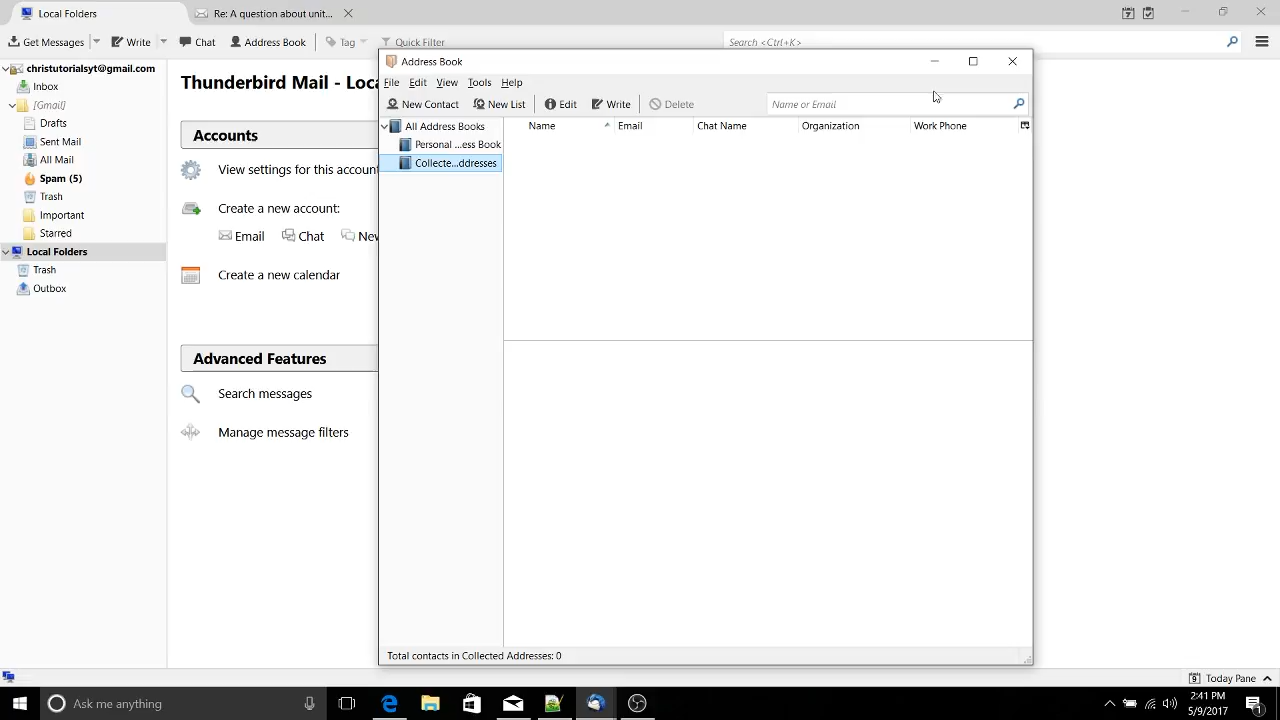 Local Folders
Re: A question about unit...
Get Messages Write Chat Address Book Tag Quick Filter Search <Ctrl+K>
christutorialsyt@gmail.com
Inbox
[Gmail]
Drafts
Sent Mail
All Mail
Spam (5)
Trash
Important
Starred
Local Folders
Trash
Outbox
Thunderbird Mail - Loca
Accounts
View settings for this account
Create a new account:
Email Chat New
Create a new calendar
Advanced Features
Search messages
Manage message filters
Address Book
File Edit View Tools Help
New Contact New List Edit Write Delete Name or Email
All Address Books
Personal ...ess Book
Collecte...ddresses
Name Email Chat Name Organization Work Phone
Total contacts in Collected Addresses: 0
Today Pane
Ask me anything
2:41 PM
5/9/2017